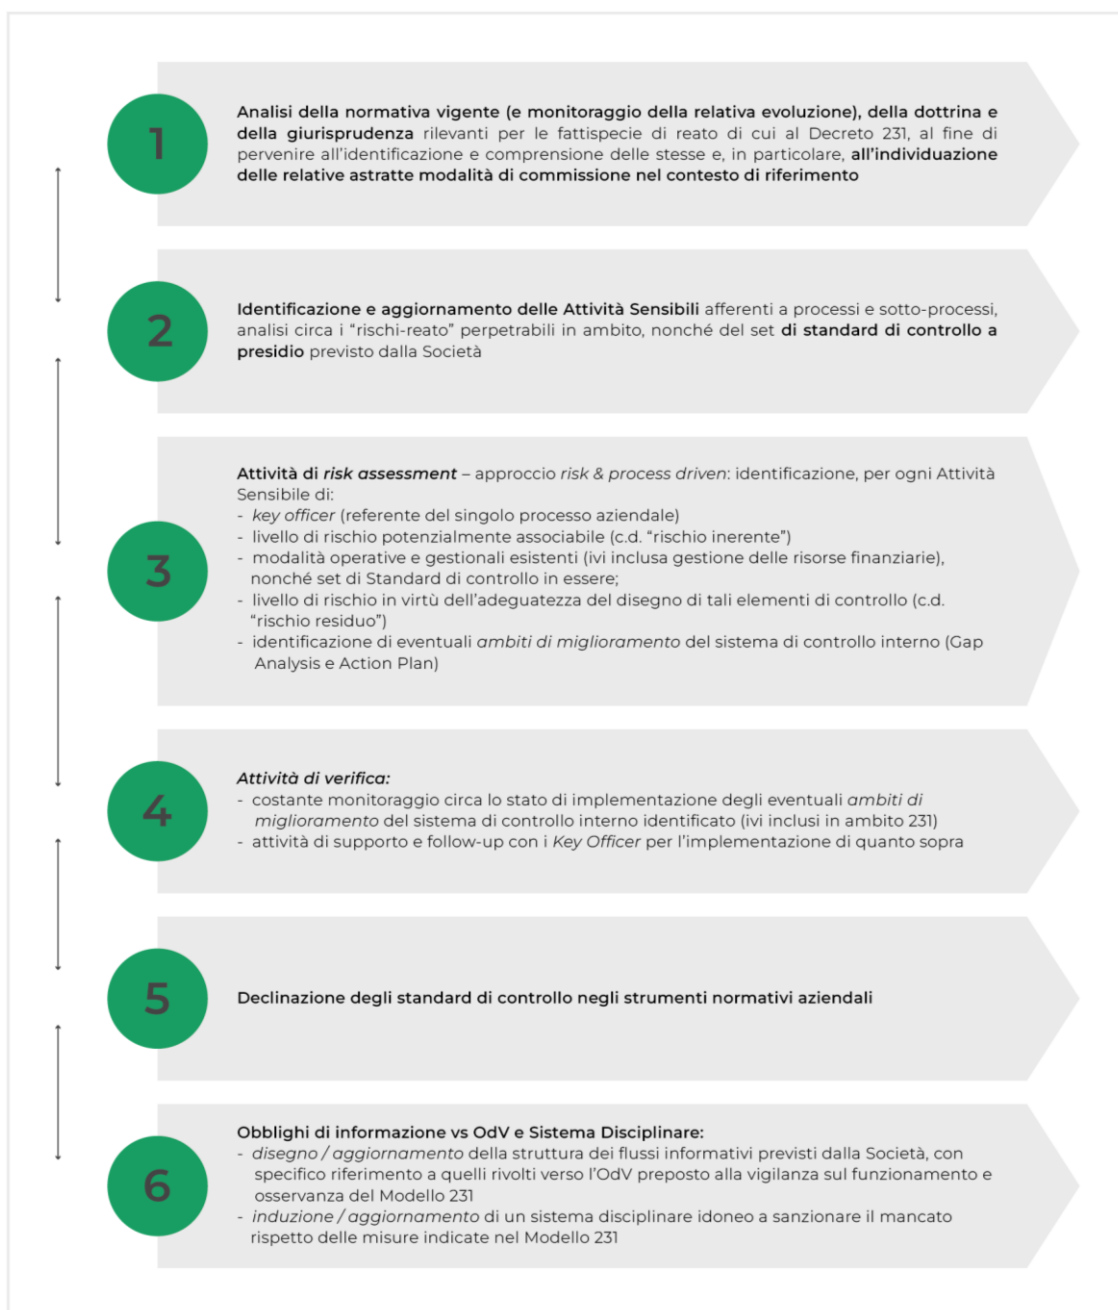 1
Analisi della normativa vigente (e monitoraggio della relativa evoluzione), della dottrina e
della giurisprudenza rilevanti per le fattispecie di reato di cui al Decreto 231, al fine di
pervenire all’identificazione e comprensione delle stesse e, in particolare, all’individuazione
delle relative astratte modalità di commissione nel contesto di riferimento
2
Identificazione e aggiornamento delle Attività Sensibili afferenti a processi e sotto-processi,
analisi circa i “rischi-reato” perpetrabili in ambito, nonché del set di standard di controllo a
presidio previsto dalla Società
3
Attività di risk assessment – approccio risk & process driven: identificazione, per ogni Attività
Sensibile di:
- key officer (referente del singolo processo aziendale)
- livello di rischio potenzialmente associabile (c.d. “rischio inerente”)
- modalità operative e gestionali esistenti (ivi inclusa gestione delle risorse finanziarie),
nonché set di Standard di controllo in essere;
- livello di rischio in virtù dell’adeguatezza del disegno di tali elementi di controllo (c.d.
“rischio residuo”)
- identificazione di eventuali ambiti di miglioramento del sistema di controllo interno (Gap
Analysis e Action Plan)
4
Attività di verifica:
- costante monitoraggio circa lo stato di implementazione degli eventuali ambiti di
miglioramento del sistema di controllo interno identificato (ivi inclusi in ambito 231)
- attività di supporto e follow-up con i Key Officer per l’implementazione di quanto sopra
5
Declinazione degli standard di controllo negli strumenti normativi aziendali
6
Obblighi di informazione vs OdV e Sistema Disciplinare:
- disegno / aggiornamento della struttura dei flussi informativi previsti dalla Società, con
specifico riferimento a quelli rivolti verso l’OdV preposto alla vigilanza sul funzionamento e
osservanza del Modello 231
- induzione / aggiornamento di un sistema disciplinare idoneo a sanzionare il mancato
rispetto delle misure indicate nel Modello 231